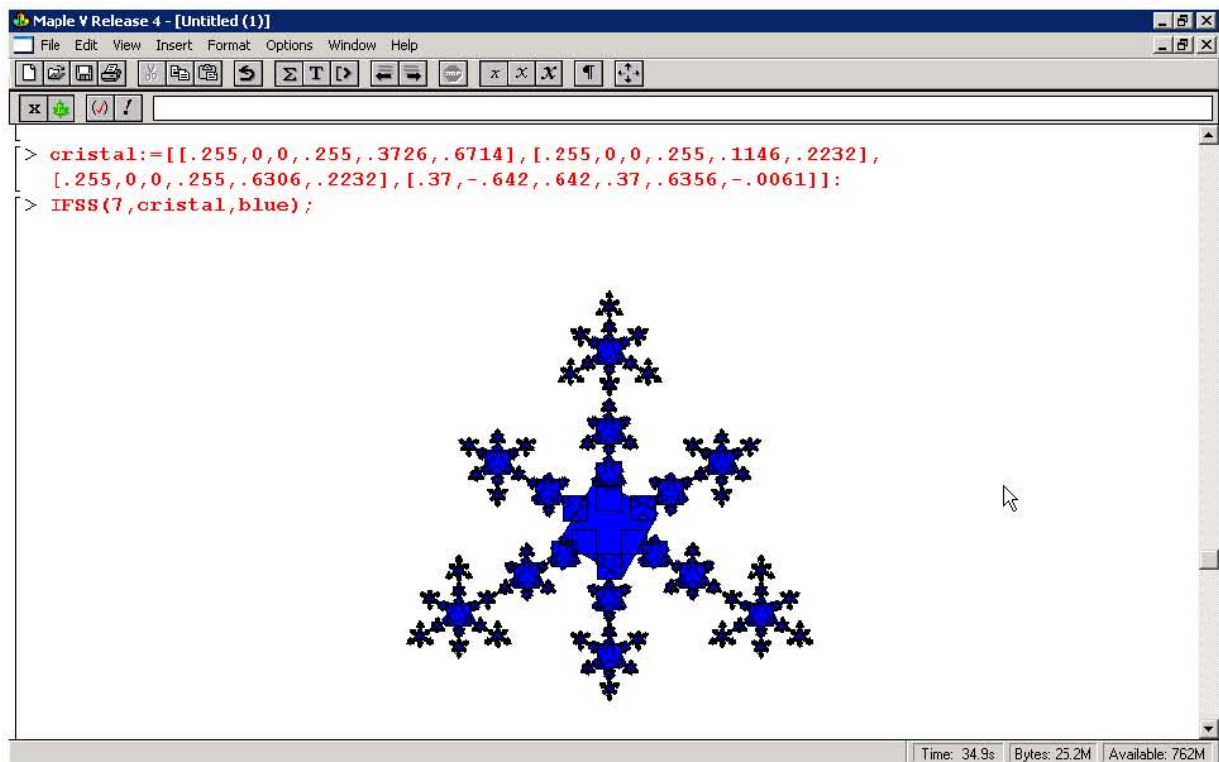 Maple V Release 4 - [Untitled (1)]
File Edit View Insert Format Options Window Help
Σ T [> STOP x x x ¶
x (√) !
> cristal:=[[.255,0,0,.255,.3726,.6714],[.255,0,0,.255,.1146,.2232],
[.255,0,0,.255,.6306,.2232],[.37,-.642,.642,.37,.6356,-.0061]]:
> IFSS(7,cristal,blue);
Time: 34.9s Bytes: 25.2M Available: 762M